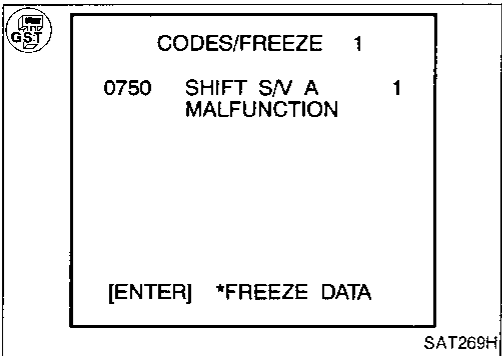 GST
CODES/FREEZE 1
0750 SHIFT S/V A 1
MALFUNCTION
[ENTER] *FREEZE DATA
SAT269H